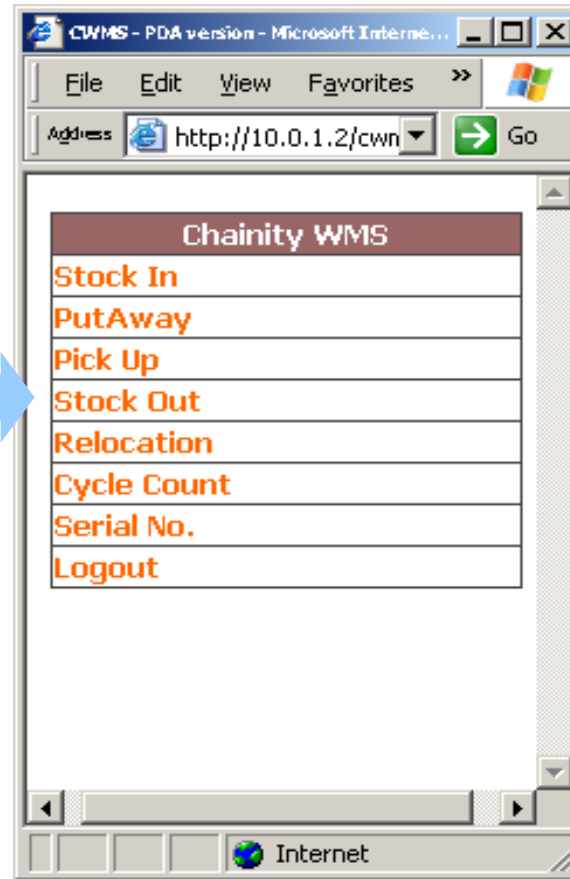 CWMS - PDA version - Microsoft Interne...
File Edit View Favorites »
Address http://10.0.1.2/cwn Go
Chainity WMS
Stock In
PutAway
Pick Up
Stock Out
Relocation
Cycle Count
Serial No.
Logout
Internet